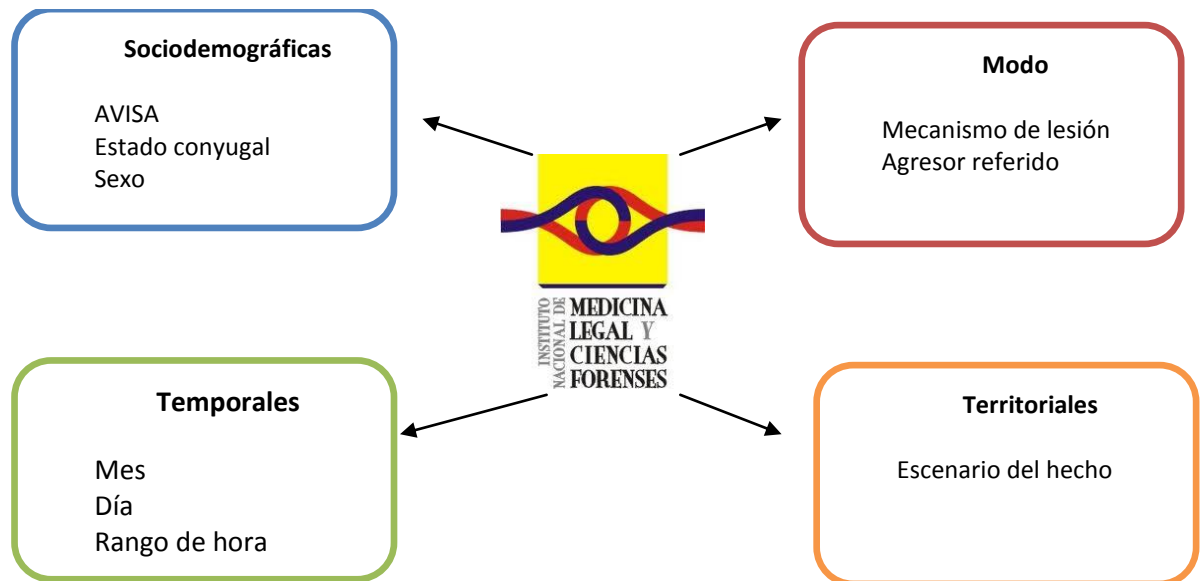 Sociodemográficas
AVISA
Estado conyugal
Sexo
Modo
Mecanismo de lesión
Agresor referido
INSTITUTO
NACIONAL DE
MEDICINA
LEGAL Y
CIENCIAS
FORENSES
Temporales
Mes
Día
Rango de hora
Territoriales
Escenario del hecho